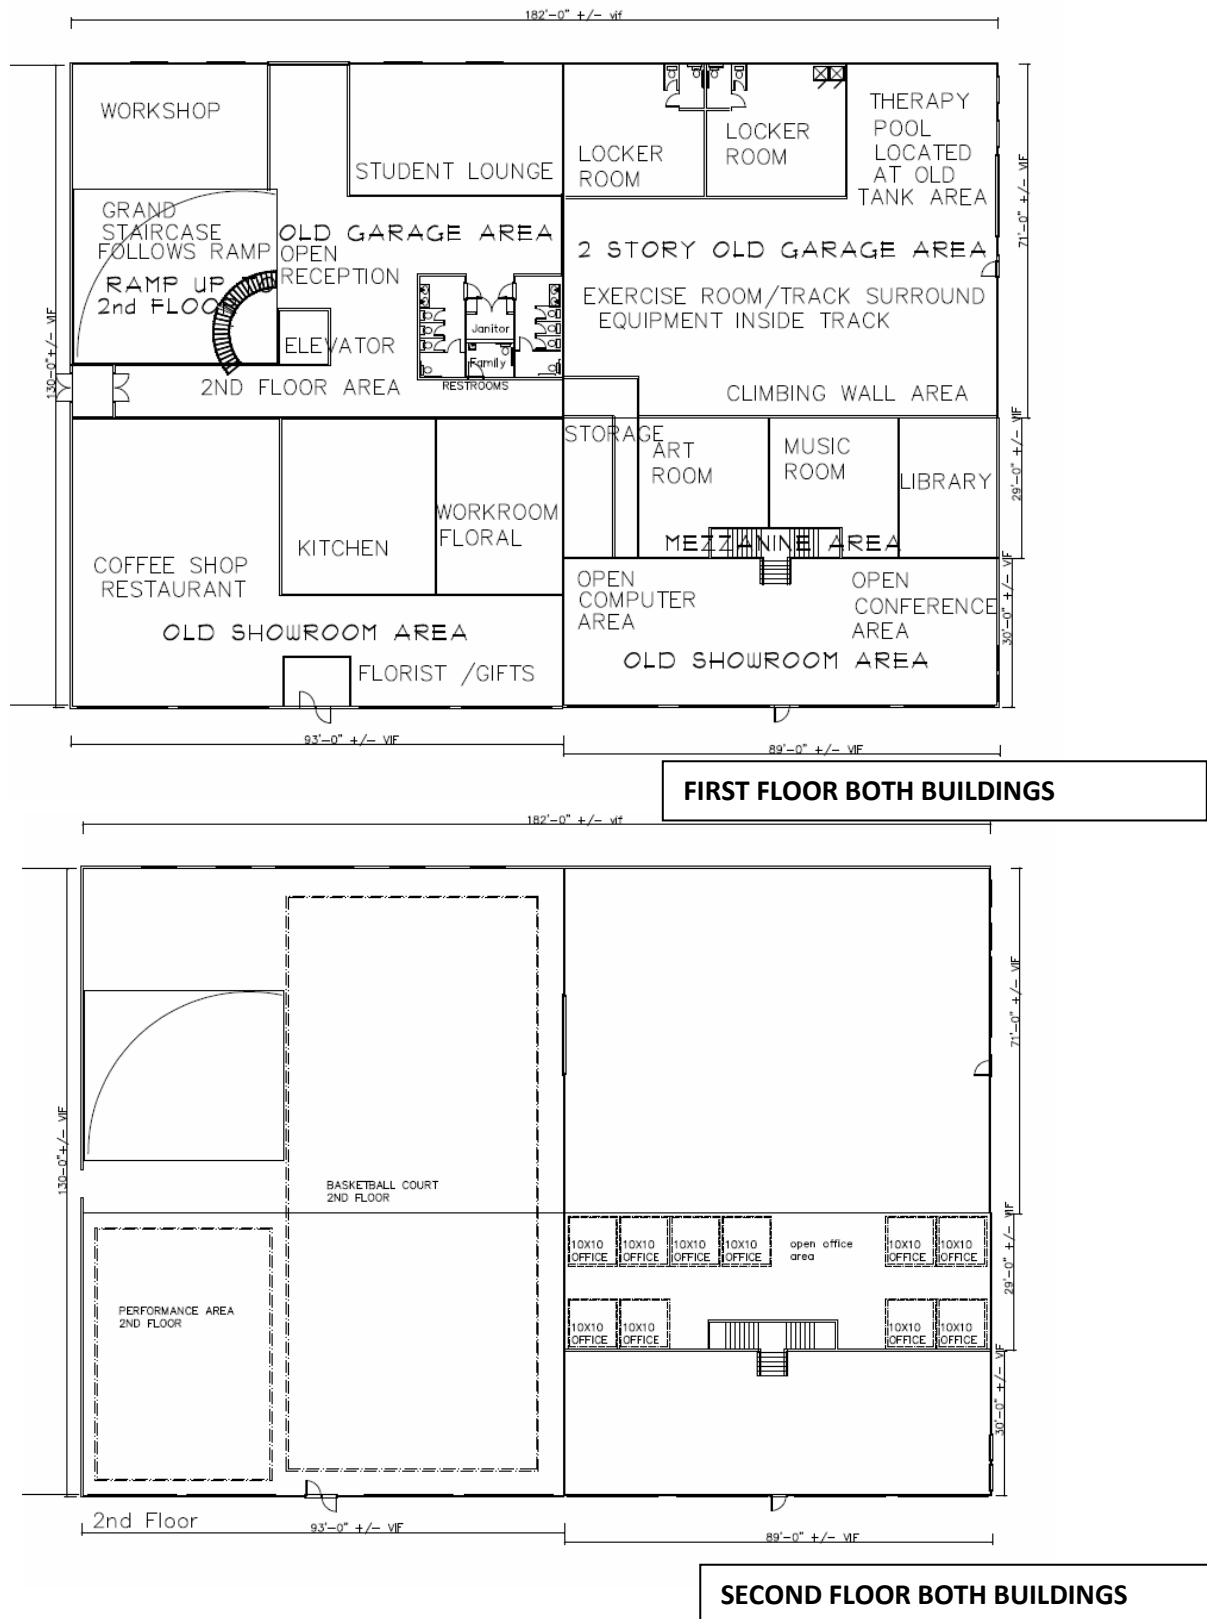 182'-0" +/- vif
WORKSHOP
STUDENT LOUNGE
LOCKER
ROOM
LOCKER
ROOM
THERAPY
POOL
LOCATED
AT OLD
TANK AREA
71'-0" +/- VIF
GRAND
STAIRCASE
FOLLOWS RAMP
RAMP UP
2nd FLOOR
OLD GARAGE AREA
OPEN
RECEPTION
2 STORY OLD GARAGE AREA
EXERCISE ROOM/TRACK SURROUND
EQUIPMENT INSIDE TRACK
130-0"+/- VIF
ELEVATOR
Janitor
Family
RESTROOMS
2ND FLOOR AREA
CLIMBING WALL AREA
STORAGE
ART
ROOM
MUSIC
ROOM
LIBRARY
29'-0" +/- VIF
COFFEE SHOP
RESTAURANT
KITCHEN
WORKROOM
FLORAL
MEZZANINE AREA
OPEN
COMPUTER
AREA
OPEN
CONFERENCE
AREA
30'-0" +/- VIF
OLD SHOWROOM AREA
OLD SHOWROOM AREA
FLORIST /GIFTS
93'-0" +/- VIF
89'-0" +/- VIF
FIRST FLOOR BOTH BUILDINGS
182'-0" +/- vif
71'-0" +/- VIF
130-0"+/- VIF
BASKETBALL COURT
2ND FLOOR
10X10
OFFICE
10X10
OFFICE
10X10
OFFICE
10X10
OFFICE
open office
area
10X10
OFFICE
10X10
OFFICE
29'-0" +/- VIF
PERFORMANCE AREA
2ND FLOOR
10X10
OFFICE
10X10
OFFICE
10X10
OFFICE
10X10
OFFICE
30'-0" +/- VIF
2nd Floor
93'-0" +/- VIF
89'-0" +/- VIF
SECOND FLOOR BOTH BUILDINGS